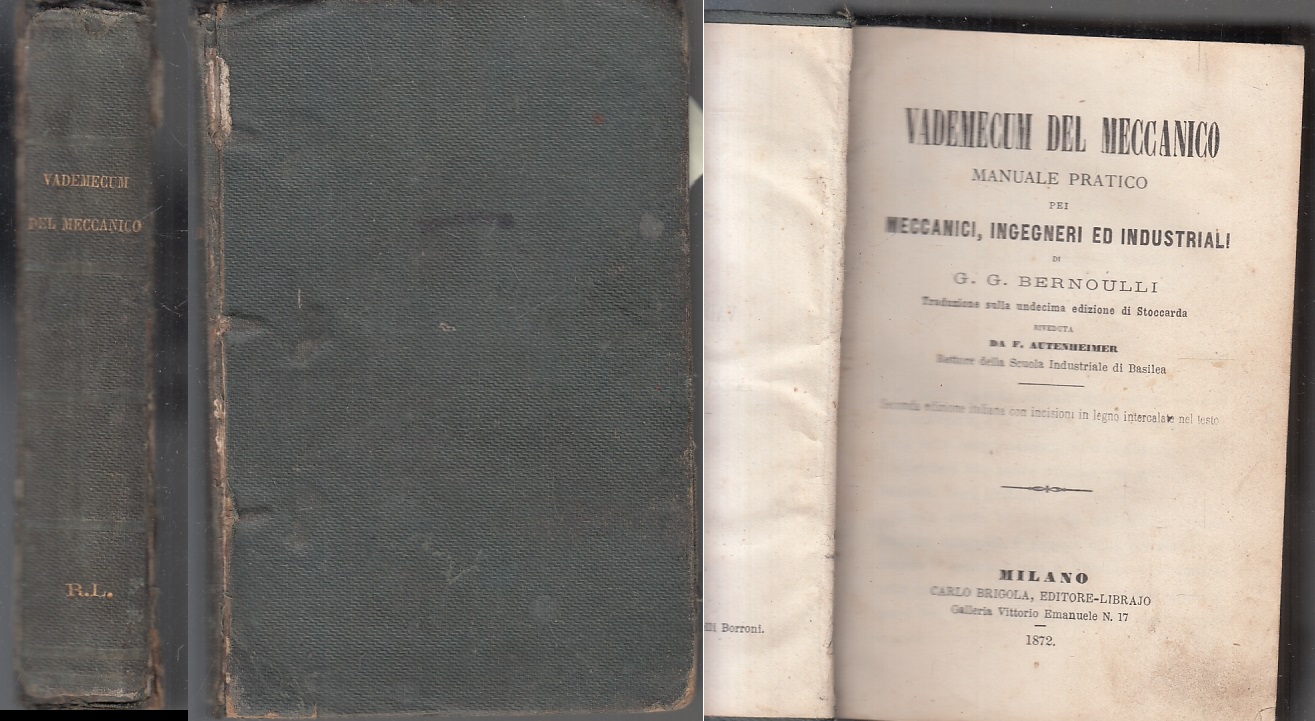 VADEMECUM
DEL MECCANICO
R.L.
lli Borroni.
VADEMECUM DEL MECCANICO
MANUALE PRATICO
PEI
MECCANICI, INGEGNERI ED INDUSTRIALI
DI
G. G. BERNOULLI
Traduzione sulla undecima edizione di Stoccarda
RIVEDUTA
DA F. AUTENHEIMER
Rettore della Scuola Industriale di Basilea
Seconda edizione italiana con incisioni in legno intercalate nel testo
MILANO
CARLO BRIGOLA, EDITORE-LIBRAJO
Galleria Vittorio Emanuele N. 17
1872.